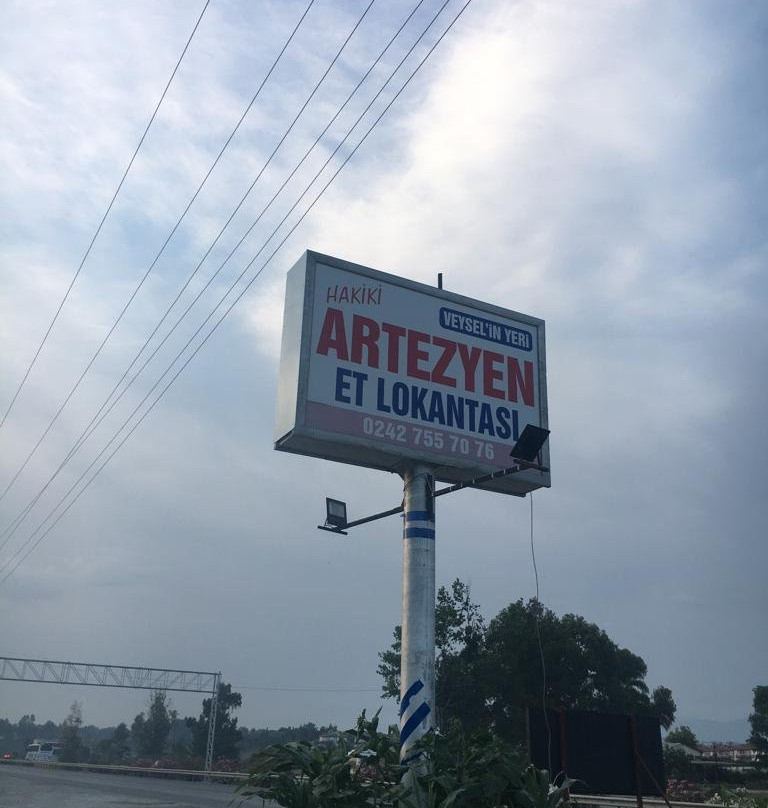 HAKİKİ
VEYSEL'İN YERİ
ARTEZYEN
ET LOKANTASI
0242 755 70 76